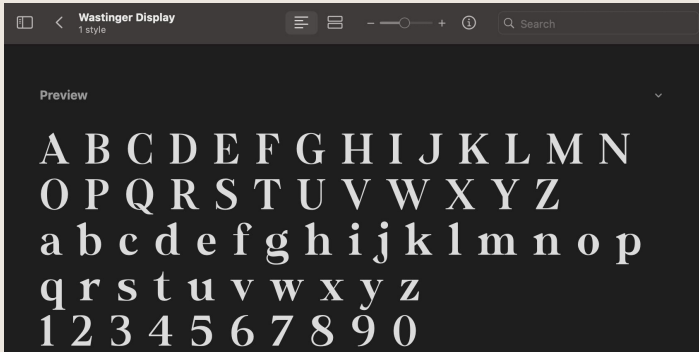 Wastinger Display
1 style
Search
Preview
A B C D E F G H I J K L M N
O P Q R S T U V W X Y Z
a b c d e f g h i j k l m n o p
q r s t u v w x y z
1 2 3 4 5 6 7 8 9 0